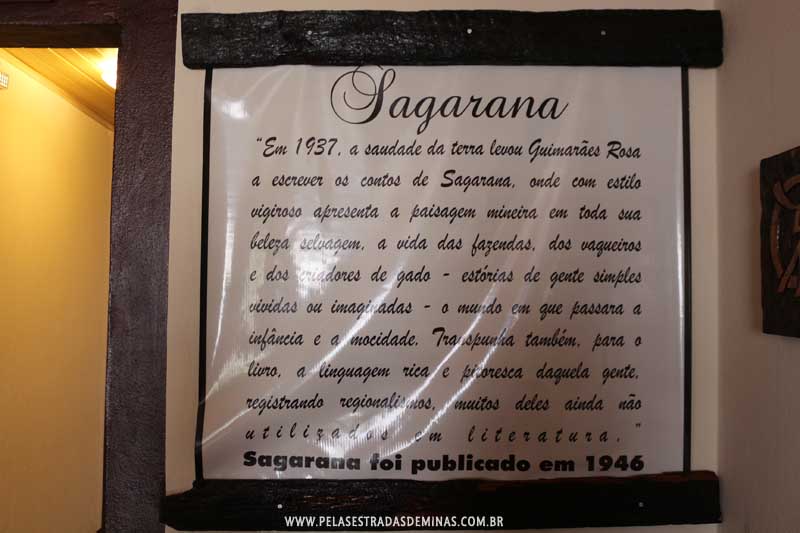 Sagarana
"Em 1937, a saudade da terra levou Guimarães Rosa
a escrever os contos de Sagarana, onde com estilo
vigiroso apresenta a paisagem mineira em toda sua
beleza selvagem, a vida das fazendas, dos vaqueiros
e dos criadores de gado - estórias de gente simples
vividas ou imaginadas - o mundo em que passara a
infância e a mocidade. Transpunha também, para o
livro, a linguagem rica e pitoresca daquela gente,
registrando regionalismos, muitos deles ainda não
utilizados em literatura."
Sagarana foi publicado em 1946
WWW.PELASESTRADASDEMINAS.COM.BR